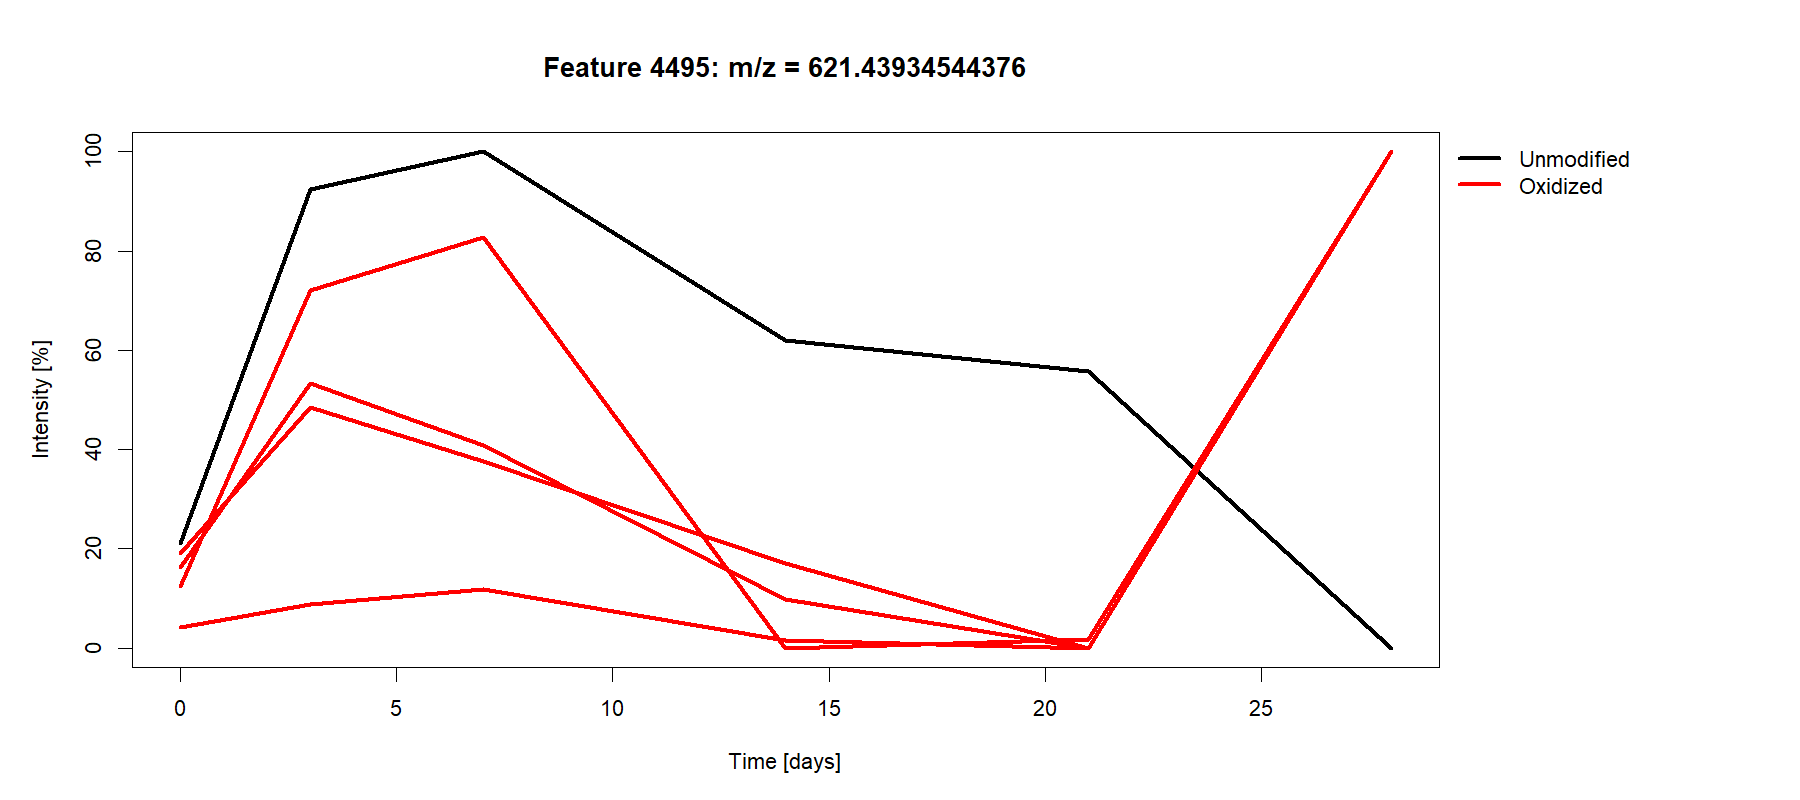 Feature 4495: m/z = 621.43934544376
Unmodified
Oxidized
Intensity [%]
100
80
60
40
20
0
0 5 10 15 20 25
Time [days]